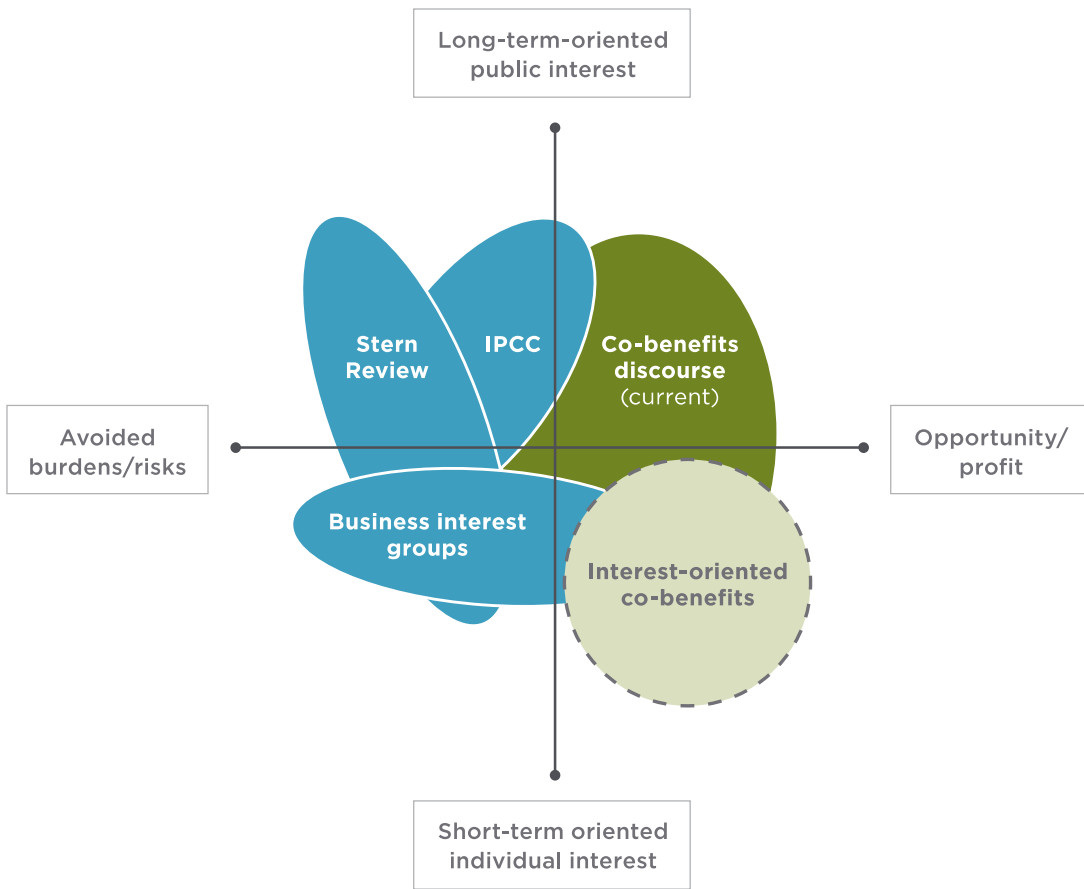 Long-term-oriented
public interest
Stern
Review
IPCC
Co-benefits
discourse
(current)
Avoided
burdens/risks
Opportunity/
profit
Business interest
groups
Interest-oriented
co-benefits
Short-term oriented
individual interest